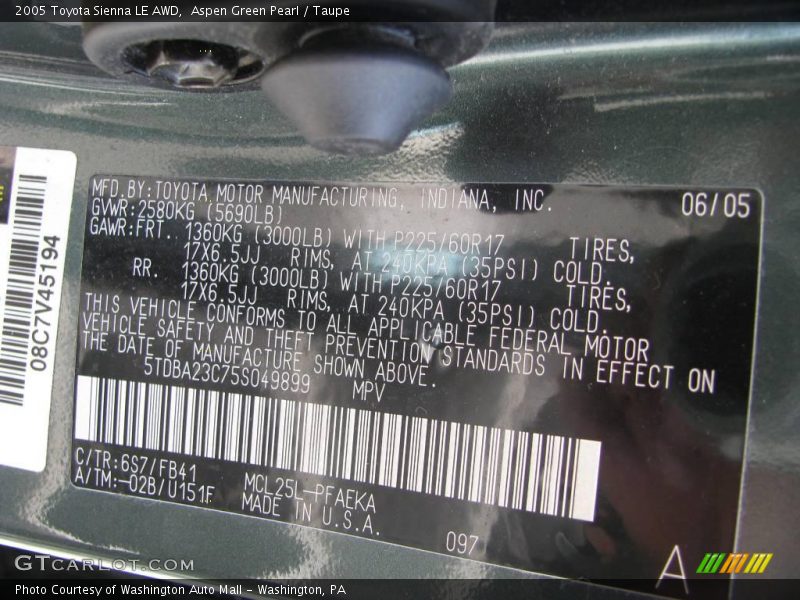 2005 Toyota Sienna LE AWD,  Aspen Green Pearl / Taupe
08C7V45194
MFD.BY:TOYOTA MOTOR MANUFACTURING, INDIANA, INC. 06/05
GVWR:2580KG (5690LB)
GAWR:FRT. 1360KG (3000LB) WITH P225/60R17 TIRES,
17X6.5JJ RIMS, AT 240KPA (35PSI) COLD.
RR. 1360KG (3000LB) WITH P225/60R17 TIRES,
17X6.5JJ RIMS, AT 240KPA (35PSI) COLD.
THIS VEHICLE CONFORMS TO ALL APPLICABLE FEDERAL MOTOR
VEHICLE SAFETY AND THEFT PREVENTION STANDARDS IN EFFECT ON
THE DATE OF MANUFACTURE SHOWN ABOVE.
5TDBA23C75S049899 MPV
C/TR:6S7/FB41 MCL25L-PFAEKA
A/TM:-02B/U151F MADE IN U.S.A.
097
A
GTCARLOT.COM
Photo Courtesy of Washington Auto Mall - Washington, PA